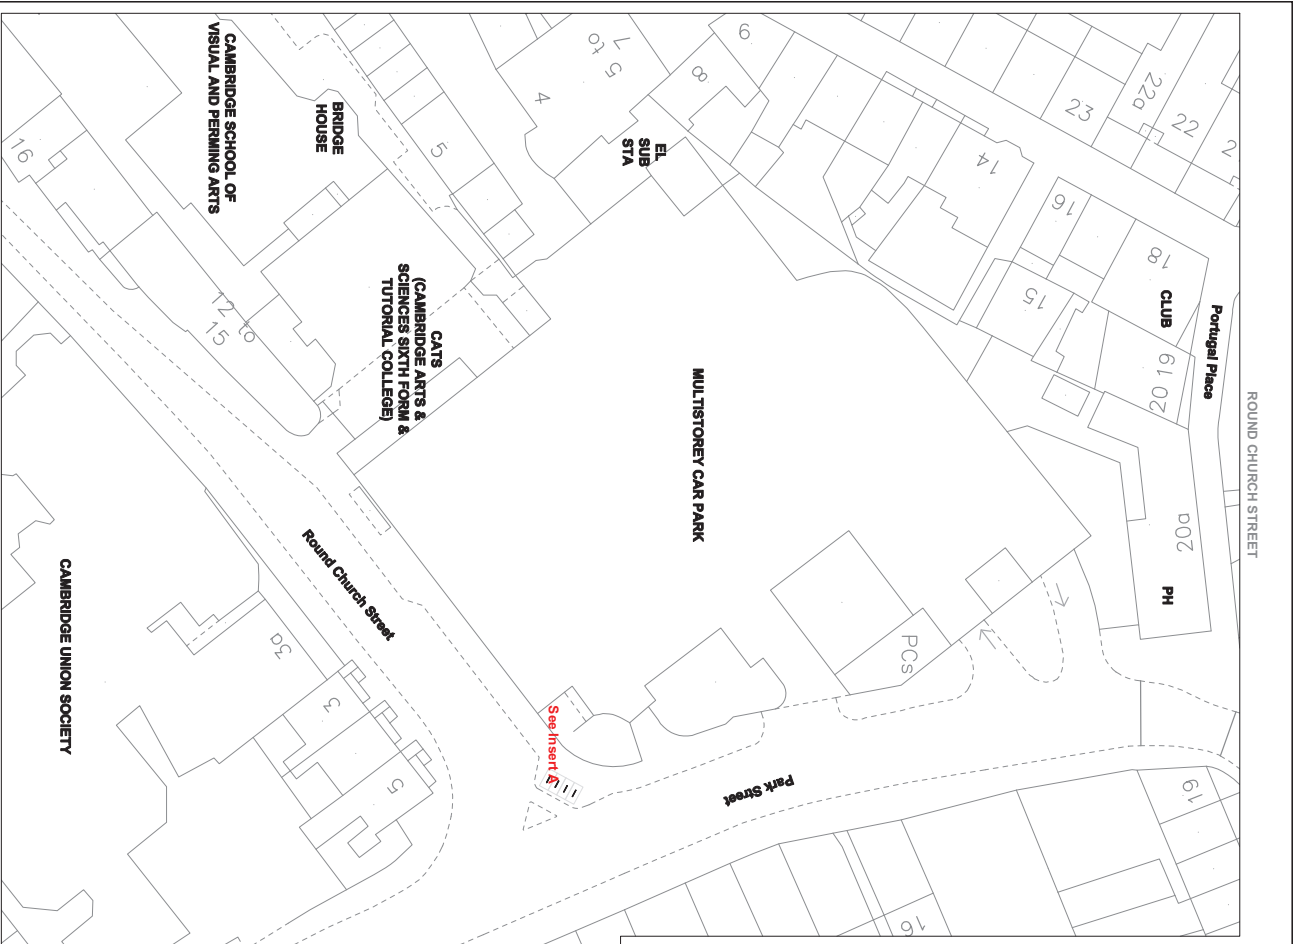 ROUND CHURCH STREET
Portugal Place
22a
22
2
23
18
CLUB
16
14
15
20 19
20a
PH
9
8
5 to
7
4
EL
SUB
STA
MULTISTOREY CAR PARK
PCs
5
BRIDGE
HOUSE
CAMBRIDGE SCHOOL OF
VISUAL AND PERMING ARTS
16
12 to
15
CATS
(CAMBRIDGE ARTS &
SCIENCES SIXTH FORM &
TUTORIAL COLLEGE)
Round Church Street
See Insert A
Park Street
19
16
3a
3
5
CAMBRIDGE UNION SOCIETY